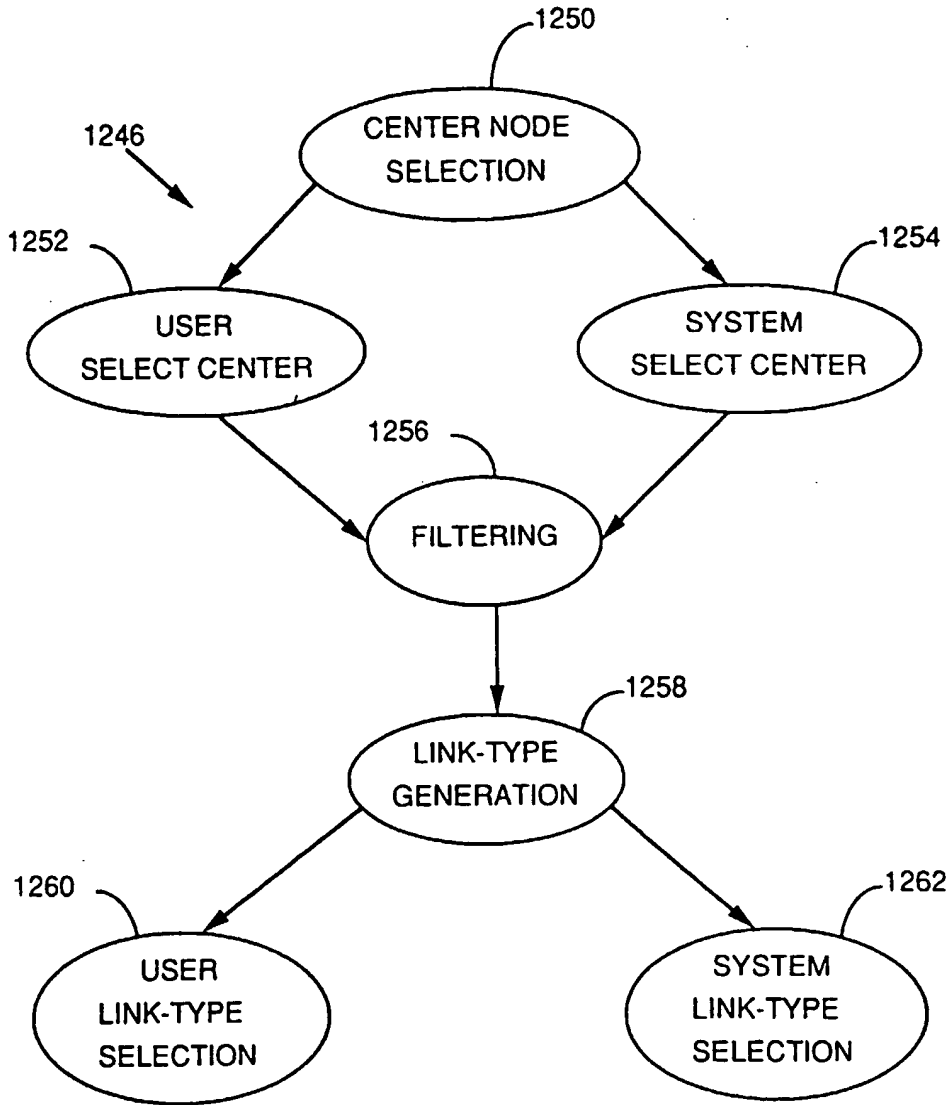 1250
CENTER NODE
SELECTION
1246
1252
1254
USER
SELECT CENTER
SYSTEM
SELECT CENTER
1256
FILTERING
1258
LINK-TYPE
GENERATION
1260
1262
USER
LINK-TYPE
SELECTION
SYSTEM
LINK-TYPE
SELECTION